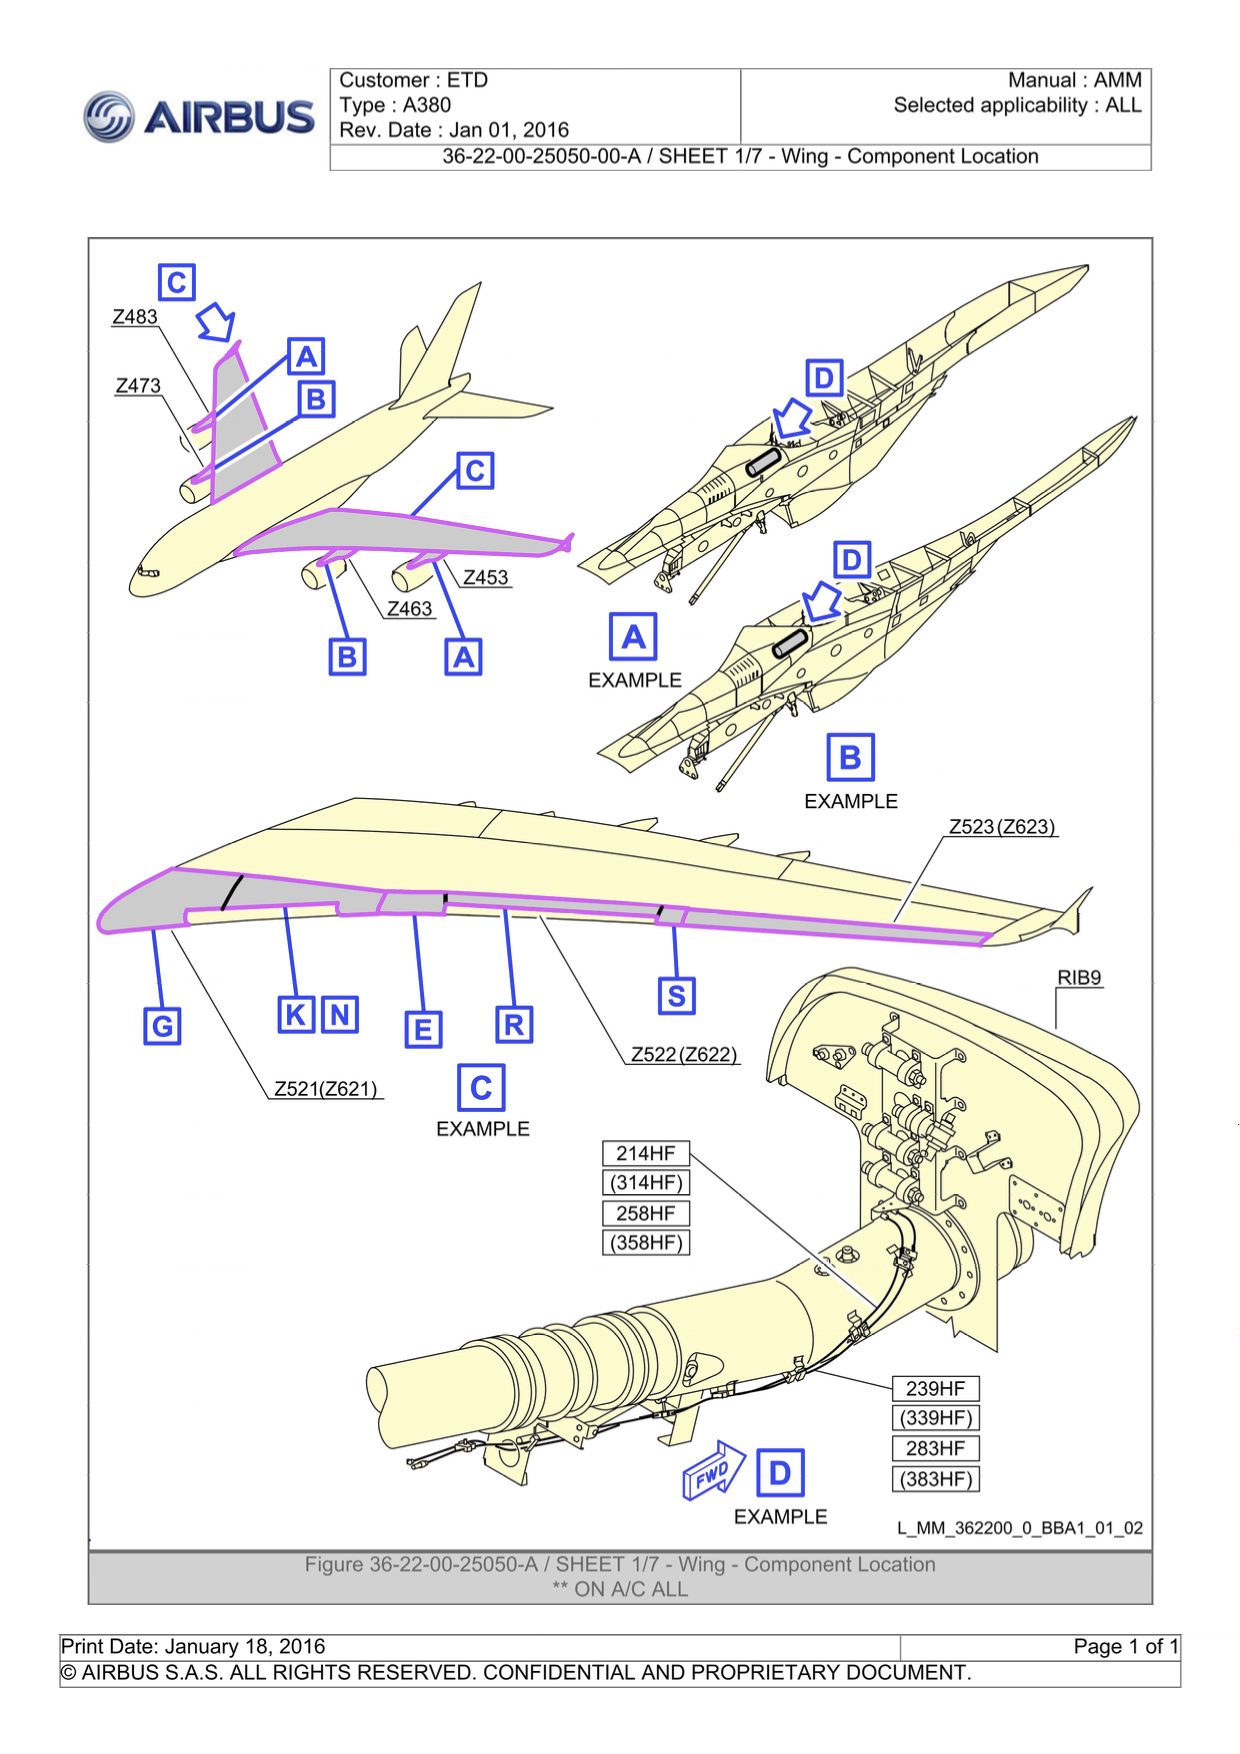 AIRBUS
Customer : ETD
Type : A380
Rev. Date : Jan 01, 2016
Manual : AMM
Selected applicability : ALL
36-22-00-25050-00-A / SHEET 1/7 - Wing - Component Location
C
Z483
A
Z473
B
C
Z453
Z463
B
A
D
D
A
EXAMPLE
B
EXAMPLE
Z523(Z623)
G
K
N
E
R
S
Z522(Z622)
Z521(Z621)
C
EXAMPLE
RIB9
214HF
(314HF)
258HF
(358HF)
239HF
(339HF)
283HF
(383HF)
FWD
D
EXAMPLE
L_MM_362200_0_BBA1_01_02
Figure 36-22-00-25050-A / SHEET 1/7 - Wing - Component Location
** ON A/C ALL
Print Date: January 18, 2016
Page 1 of 1
© AIRBUS S.A.S. ALL RIGHTS RESERVED. CONFIDENTIAL AND PROPRIETARY DOCUMENT.